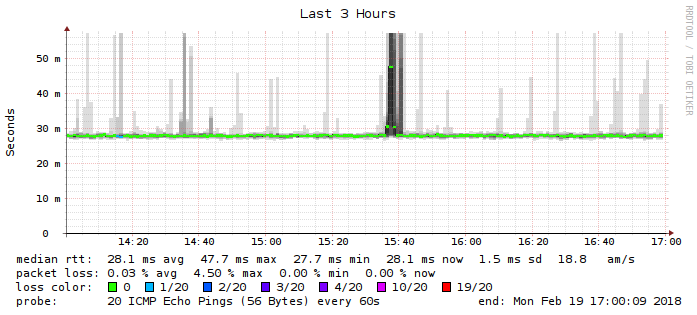 Last 3 Hours
RRDTOOL / TOBI OETIKER
Seconds
50 m
40 m
30 m
20 m
10 m
0
14:20 14:40 15:00 15:20 15:40 16:00 16:20 16:40 17:00
median rtt: 28.1 ms avg 47.7 ms max 27.7 ms min 28.1 ms now 1.5 ms sd 18.8 am/s
packet loss: 0.03 % avg 4.50 % max 0.00 % min 0.00 % now
loss color: 0 1/20 2/20 3/20 4/20 10/20 19/20
probe: 20 ICMP Echo Pings (56 Bytes) every 60s end: Mon Feb 19 17:00:09 2018